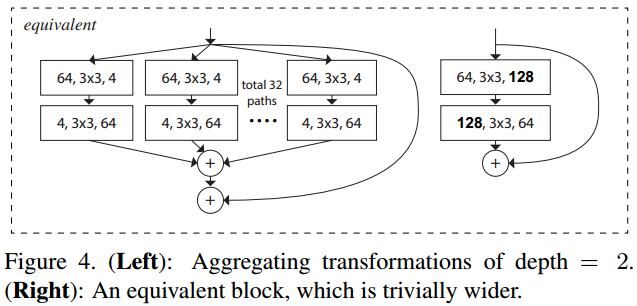 equivalent
64, 3x3, 4
64, 3x3, 4
total 32
paths
....
64, 3x3, 4
4, 3x3, 64
4, 3x3, 64
4, 3x3, 64
+
+
64, 3x3, 128
128, 3x3, 64
+
Figure 4. (Left): Aggregating transformations of depth = 2.
(Right): An equivalent block, which is trivially wider.